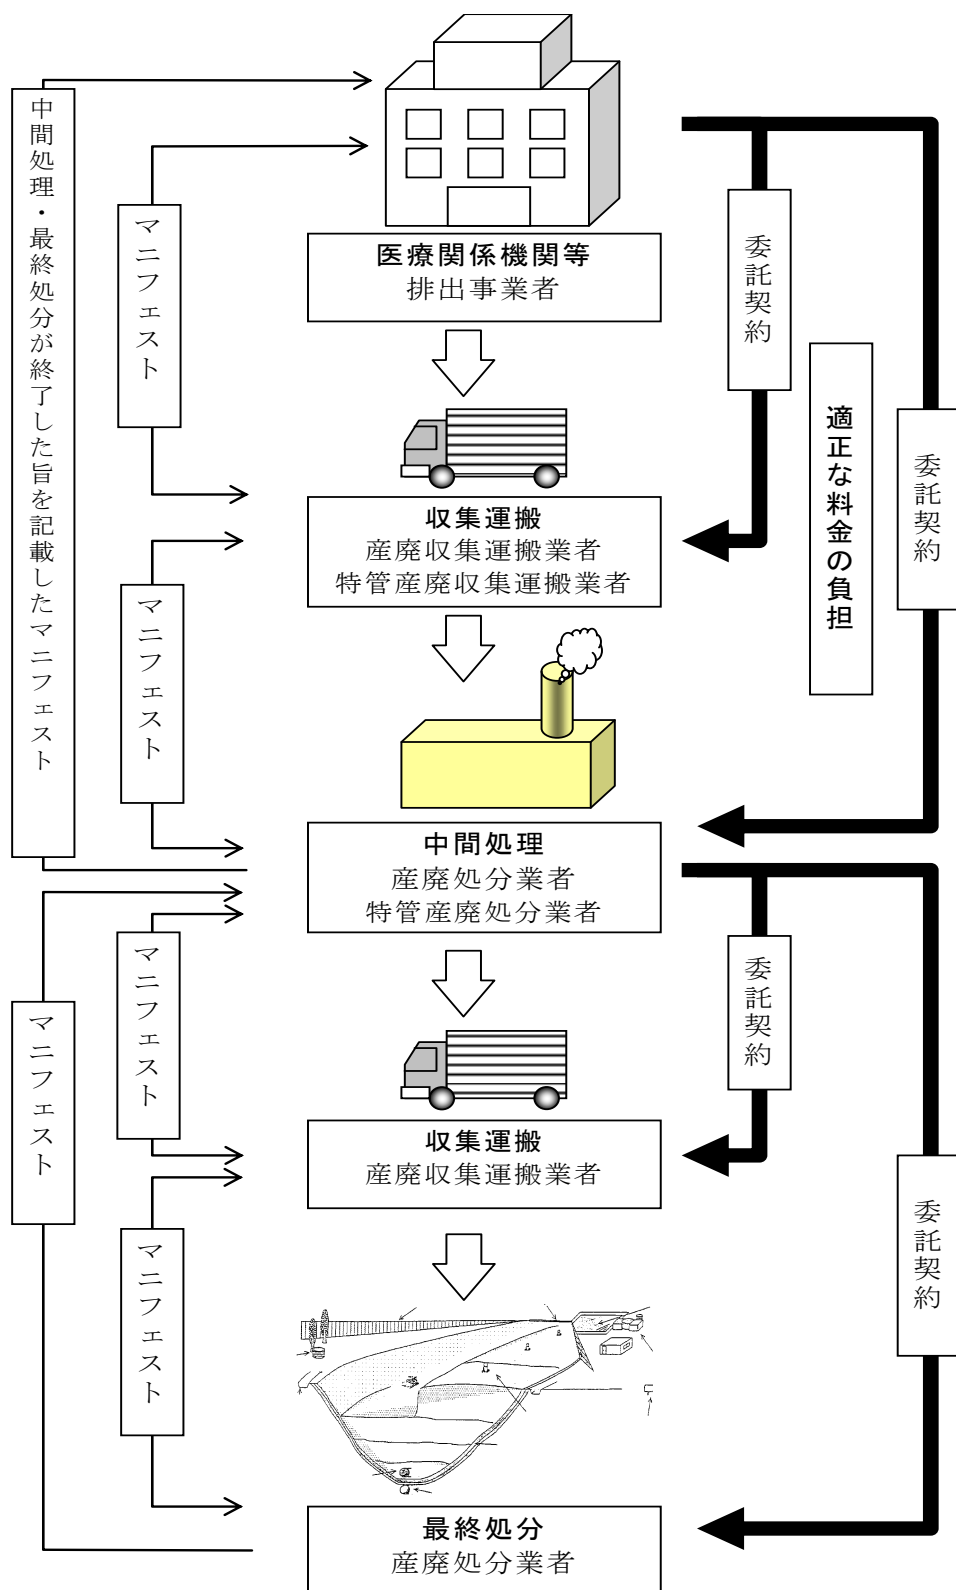 中間処理・最終処分が終了した旨を記載したマニフェスト
マニフェスト
医療関係機関等
排出事業者
委託契約
適正な料金の負担
委託契約
収集運搬
産廃収集運搬業者
特管産廃収集運搬業者
マニフェスト
中間処理
産廃処分業者
特管産廃処分業者
マニフェスト
マニフェスト
委託契約
収集運搬
産廃収集運搬業者
委託契約
マニフェスト
最終処分
産廃処分業者